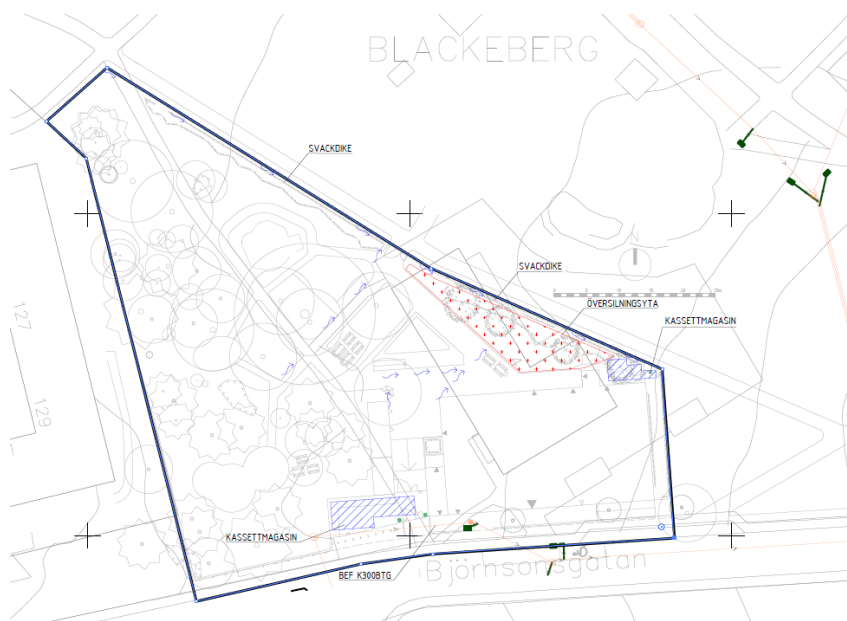 BLACKEBERG
SVACKDIKE
SVACKDIKE
ÖVERSILNINGSYTA
KASSETTMAGASIN
127
129
KASSETTMAGASIN
BEF K300BTG
Björnsonsgatan